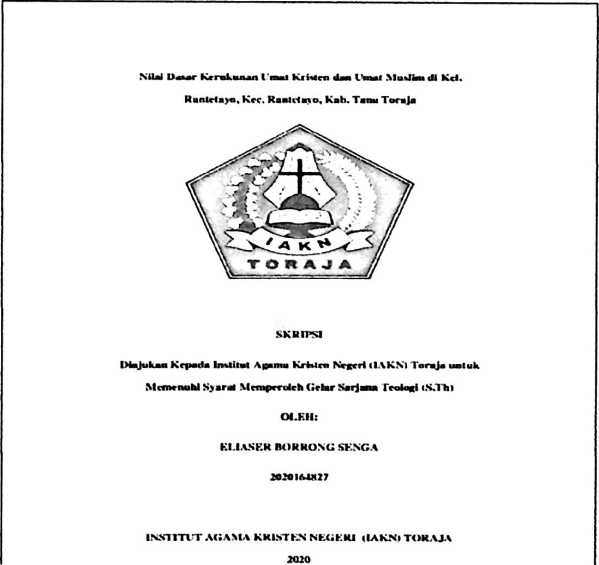 Nilai Dasar Kerukunan Umat Kristen dan Umat Muslim di Kel.
Rantetayo, Kec. Rantetayo, Kab. Tana Toraja
IAKN
TORAJA
SKRIPSI
Diajukan Kepada Institut Agama Kristen Negeri (IAKN) Toraja untuk
Memenuhi Syarat Memperoleh Gelar Sarjana Teologi (S.Th)
OLEH:
ELIASER BORRONG SENGA
2020164827
INSTITUT AGAMA KRISTEN NEGERI (IAKN) TORAJA
2020